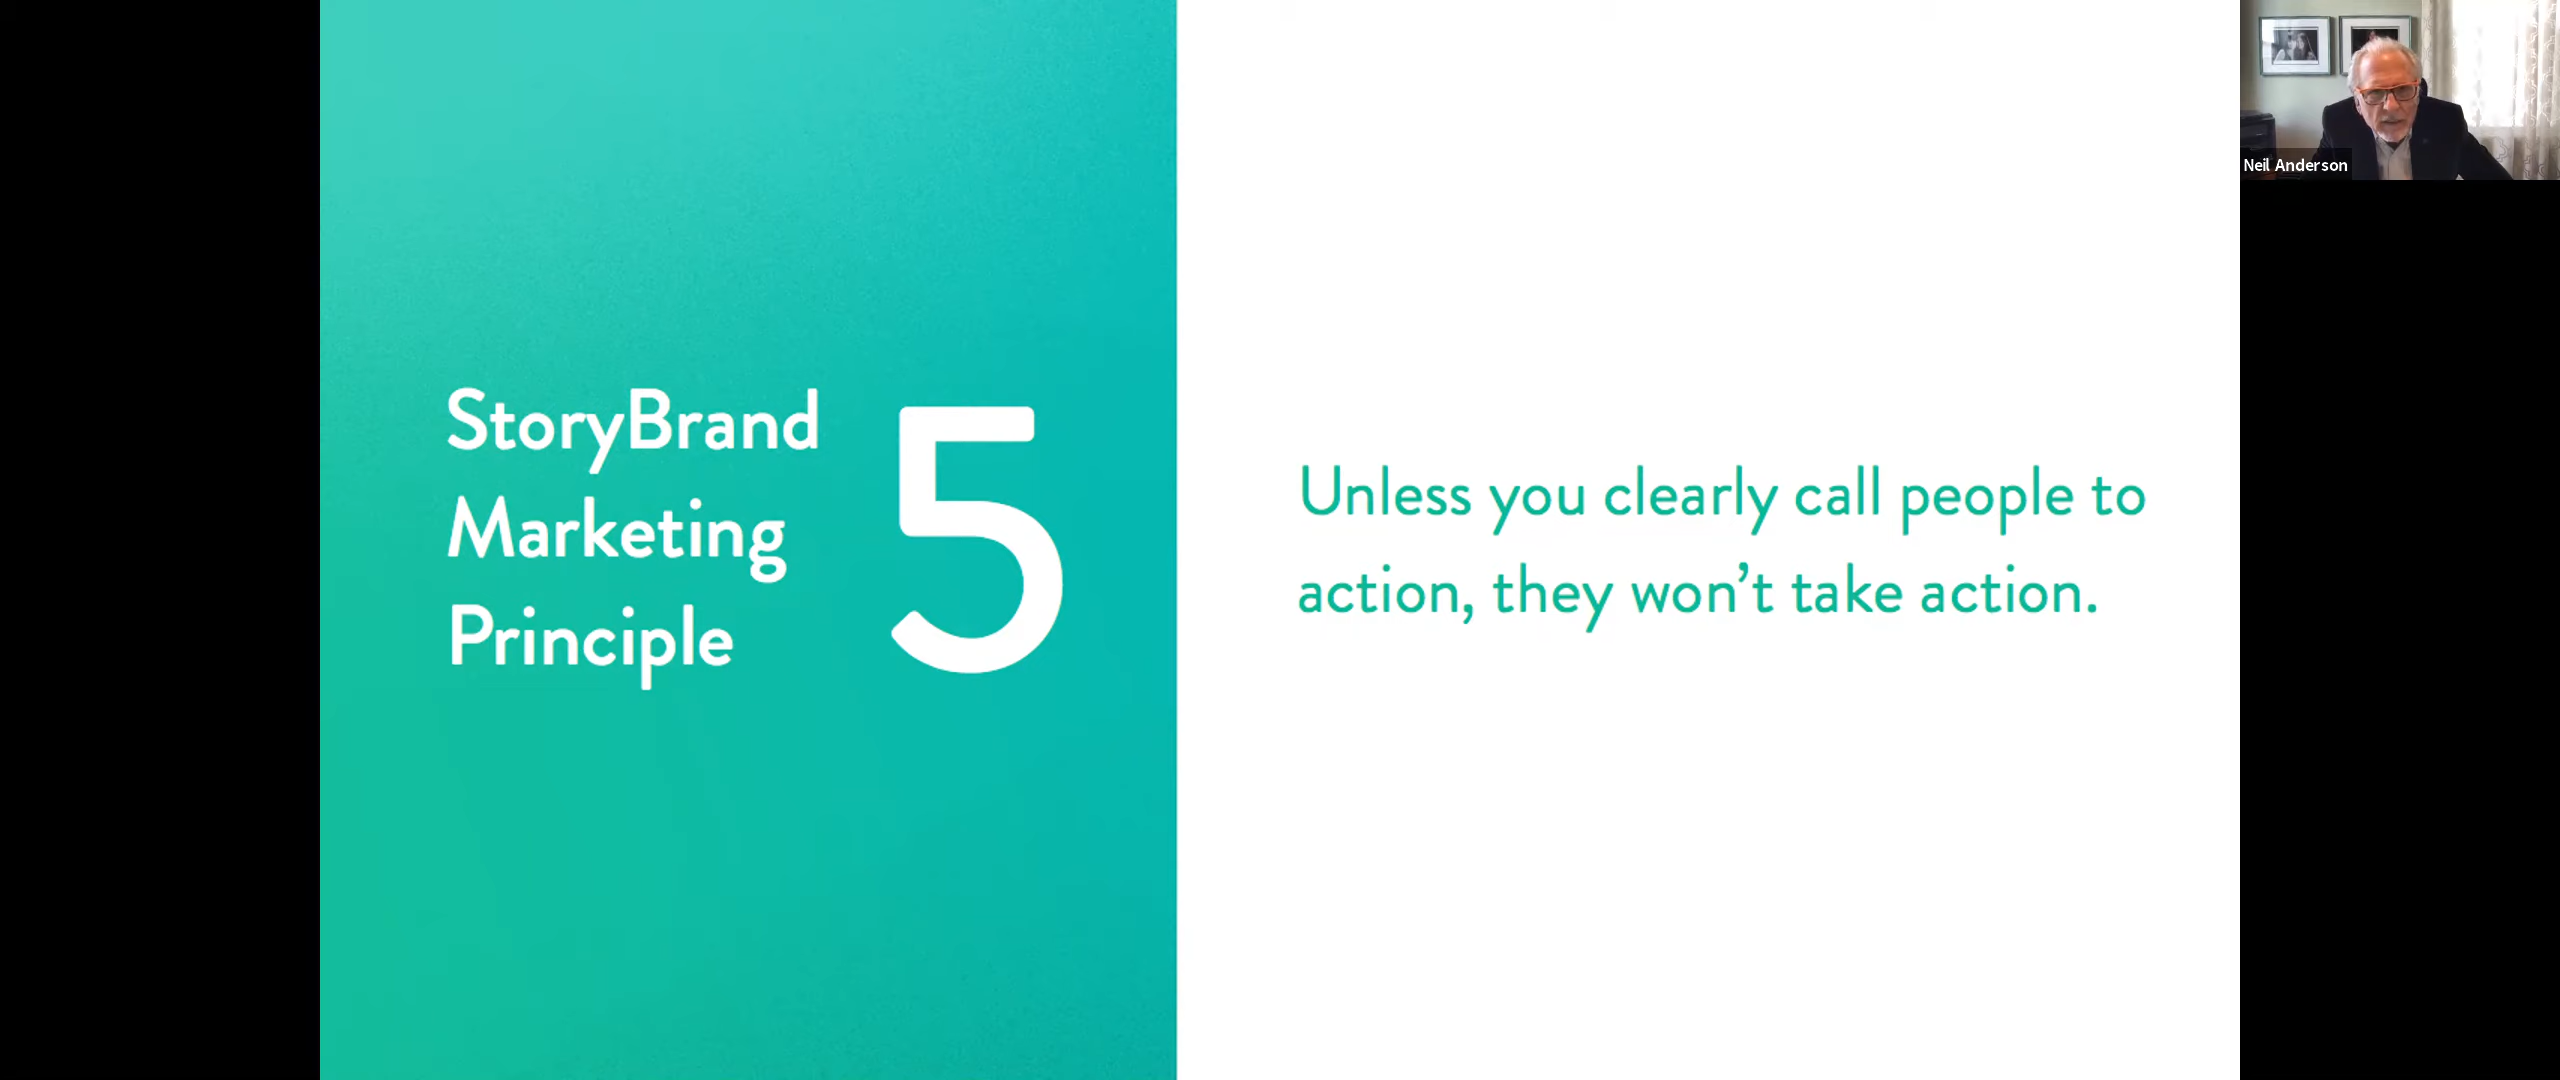 StoryBrand
Marketing
Principle
5
Unless you clearly call people to
action, they won’t take action.
Neil Anderson